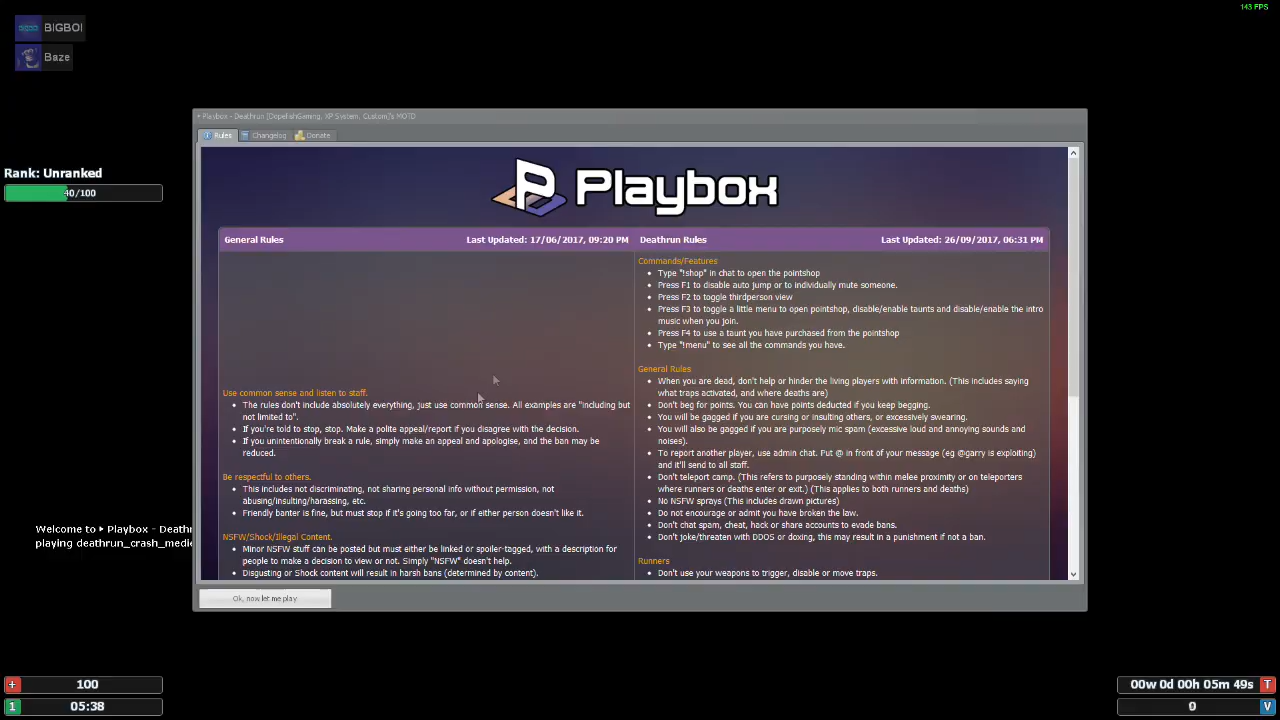 143 FPS
BIGBO!
Baze
Rank: Unranked
40/100
Playbox - Deathrun [DopefishGaming, XP System, Custom]'s MOTD
Rules
Changelog
Donate
Playbox
General Rules
Last Updated: 17/06/2017, 09:20 PM
Use common sense and listen to staff.
The rules don't include absolutely everything, just use common sense. All examples are "including but
not limited to".
If you're told to stop, stop. Make a polite appeal/report if you disagree with the decision.
If you unintentionally break a rule, simply make an appeal and apologise, and the ban may be
reduced.
Be respectful to others.
This includes not discriminating, not sharing personal info without permission, not
abusing/insulting/harassing, etc.
Friendly banter is fine, but must stop if it's going too far, or if either person doesn't like it.
NSFW/Shock/Illegal Content.
Minor NSFW stuff can be posted but must either be linked or spoiler-tagged, with a description for
people to make a decision to view or not. Simply "NSFW" doesn't help.
Disgusting or Shock content will result in harsh bans (determined by content).
Deathrun Rules
Last Updated: 26/09/2017, 06:31 PM
Commands/Features
Type "!shop" in chat to open the pointshop
Press F1 to disable auto jump or to individually mute someone.
Press F2 to toggle thirdperson view
Press F3 to toggle a little menu to open pointshop, disable/enable taunts and disable/enable the intro
music when you join.
Press F4 to use a taunt you have purchased from the pointshop
Type "!menu" to see all the commands you have.
General Rules
When you are dead, don't help or hinder the living players with information. (This includes saying
what traps activated, and where deaths are)
Don't beg for points. You can have points deducted if you keep begging.
You will be gagged if you are cursing or insulting others, or excessively swearing.
You will also be gagged if you are purposely mic spam (excessive loud and annoying sounds and
noises).
To report another player, use admin chat. Put @ in front of your message (eg @garry is exploiting)
and it'll send to all staff.
Don't teleport camp. (This refers to purposely standing within melee proximity or on teleporters
where runners or deaths enter or exit.) (This applies to both runners and deaths)
No NSFW sprays (This includes drawn pictures)
Do not encourage or admit you have broken the law.
Don't chat spam, cheat, hack or share accounts to evade bans.
Don't joke/threaten with DDOS or doxing, this may result in a punishment if not a ban.
Runners
Don't use your weapons to trigger, disable or move traps.
Welcome to Playbox - Deathr
playing deathrun_crash_medie
Ok, now let me play.
+ 100
1 05:38
00w 0d 00h 05m 49s T
0 V